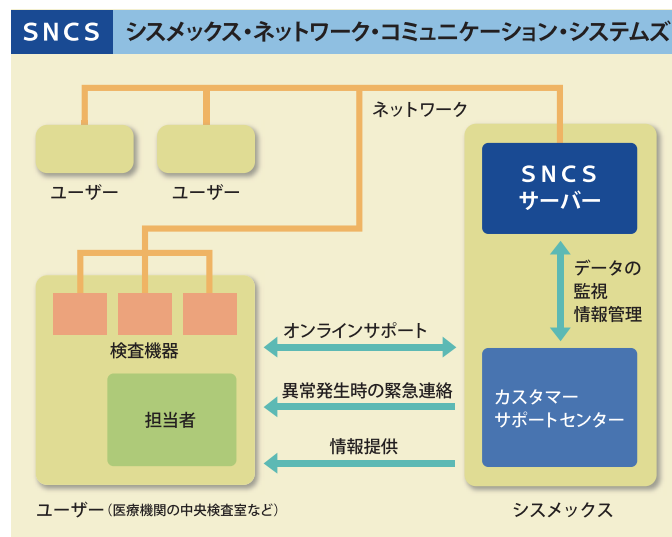 SNCS シスメックス・ネットワーク・コミュニケーション・システムズ
ネットワーク
ユーザー
ユーザー
SNCS
サーバー
データの
監視
情報管理
検査機器
オンラインサポート
異常発生時の緊急連絡
カスタマー
サポートセンター
担当者
情報提供
ユーザー（医療機関の中央検査室など）
シスメックス